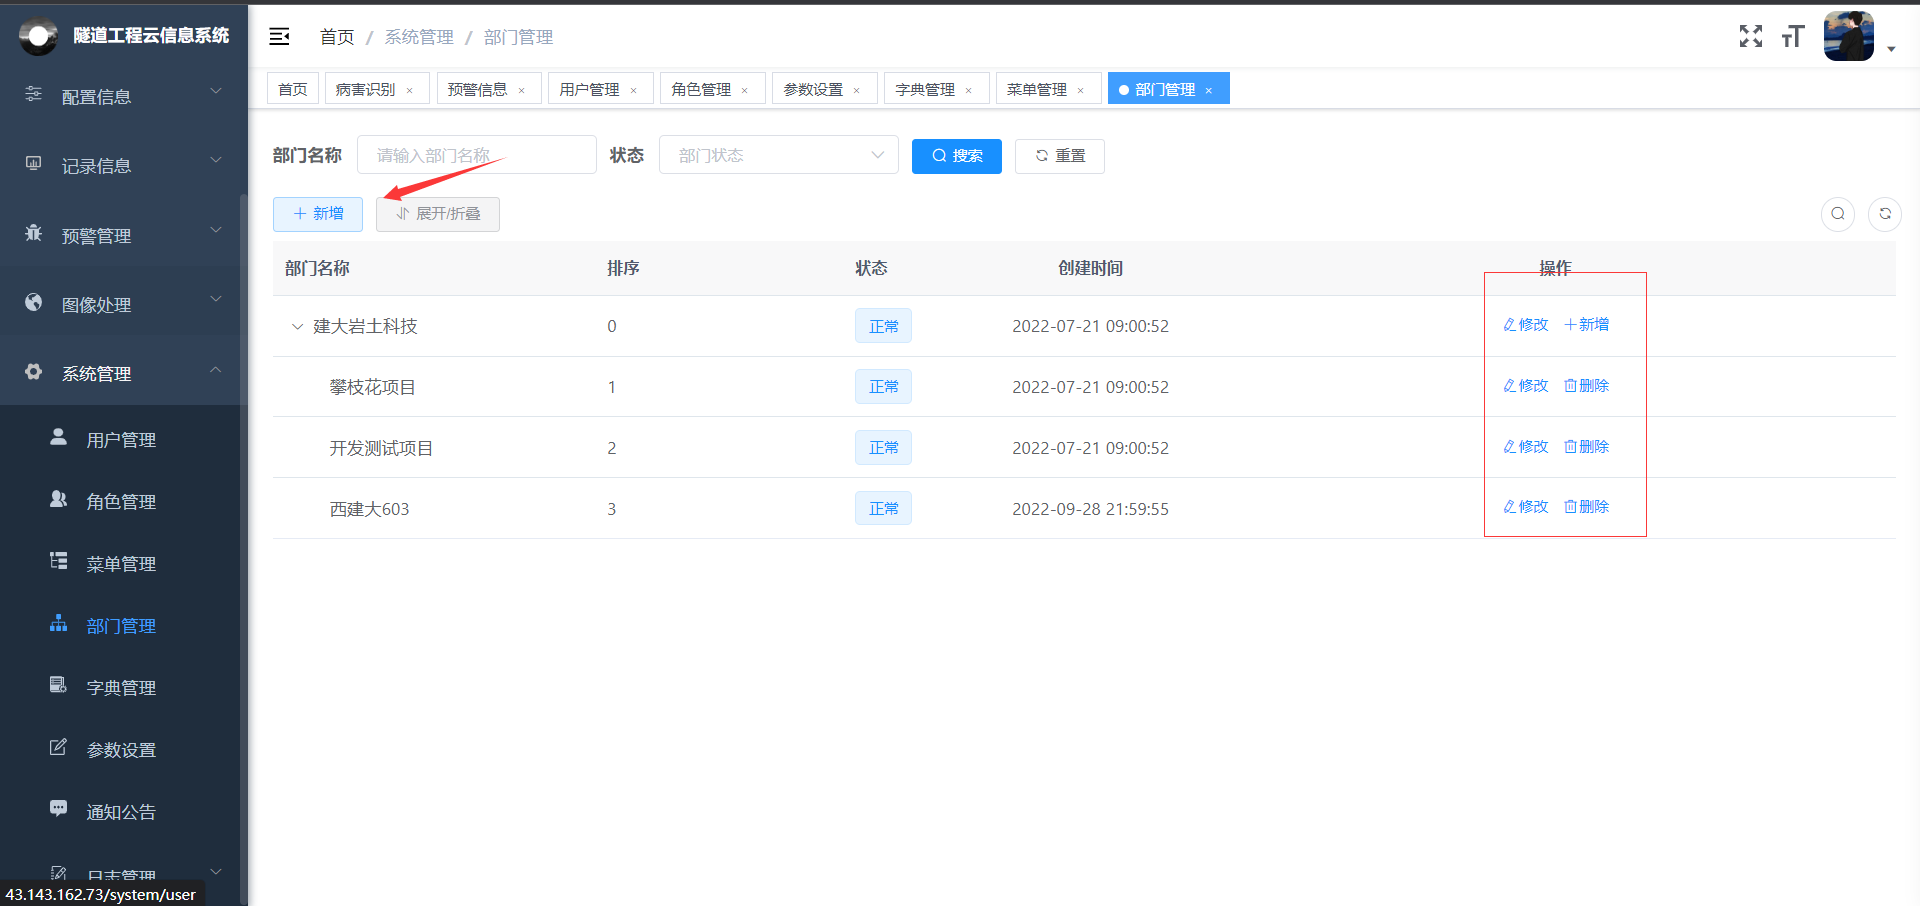 隧道工程云信息系统
首页 / 系统管理 / 部门管理
首页 病害识别 × 预警信息 × 用户管理 × 角色管理 × 参数设置 × 字典管理 × 菜单管理 × 部门管理 ×
配置信息
记录信息
预警管理
图像处理
系统管理
用户管理
角色管理
菜单管理
部门管理
字典管理
参数设置
通知公告
日志管理
43.143.162.73/system/user
部门名称 请输入部门名称 状态 部门状态 搜索 重置
新增 展开/折叠
部门名称 排序 状态 创建时间 操作
建大岩土科技 0 正常 2022-07-21 09:00:52 修改 新增
攀枝花项目 1 正常 2022-07-21 09:00:52 修改 删除
开发测试项目 2 正常 2022-07-21 09:00:52 修改 删除
西建大603 3 正常 2022-09-28 21:59:55 修改 删除